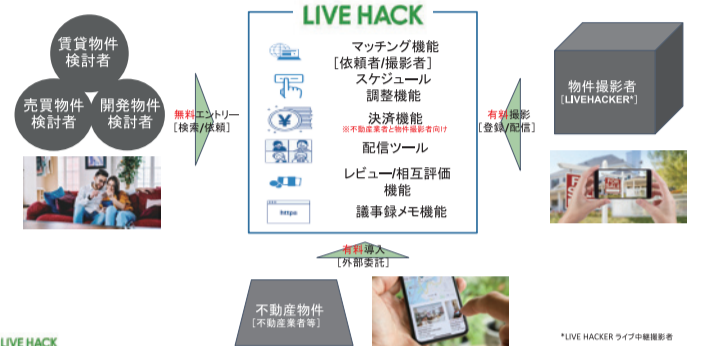 LIVE HACK
賃貸物件
検討者
売買物件
検討者
開発物件
検討者
無料エントリー
[検索/依頼]
マッチング機能
[依頼者/撮影者]
スケジュール
調整機能
¥
決済機能
※不動産業者と物件撮影者向け
配信ツール
レビュー/相互評価
機能
https
議事録メモ機能
有料撮影
[登録/配信]
物件撮影者
[LIVEHACKER*]
有料導入
[外部委託]
不動産物件
[不動産業者等]
*LIVE HACKER ライブ中継撮影者
LIVE HACK